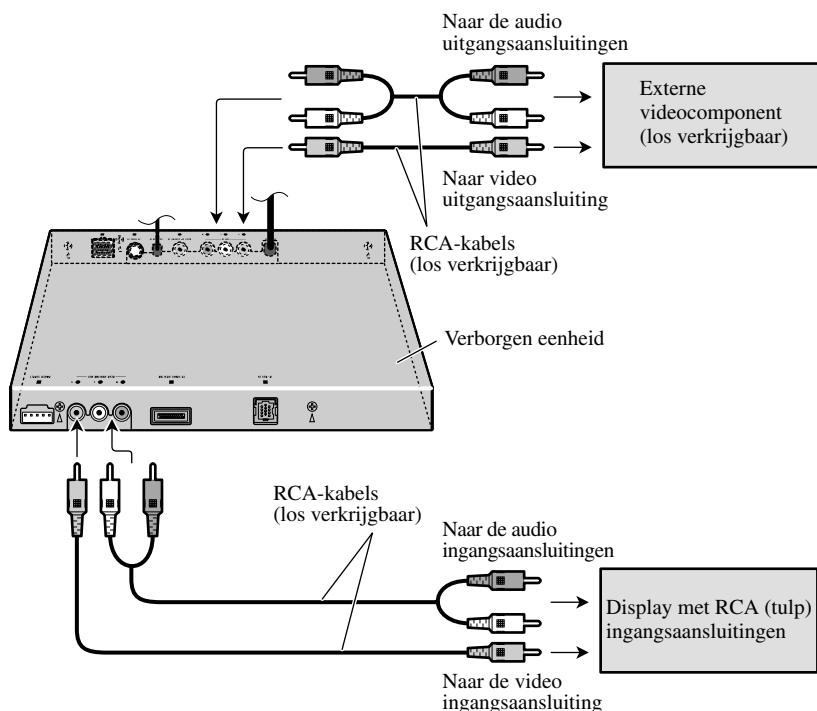 Naar de audio
uitgangsaansluitingen
Externe
videocomponent
(los verkrijgbaar)
Naar video
uitgangsaansluiting
RCA-kabels
(los verkrijgbaar)
Verborgen eenheid
RCA-kabels
(los verkrijgbaar)
Naar de audio
ingangsaansluitingen
Display met RCA (tulp)
ingangsaansluitingen
Naar de video
ingangsaansluiting